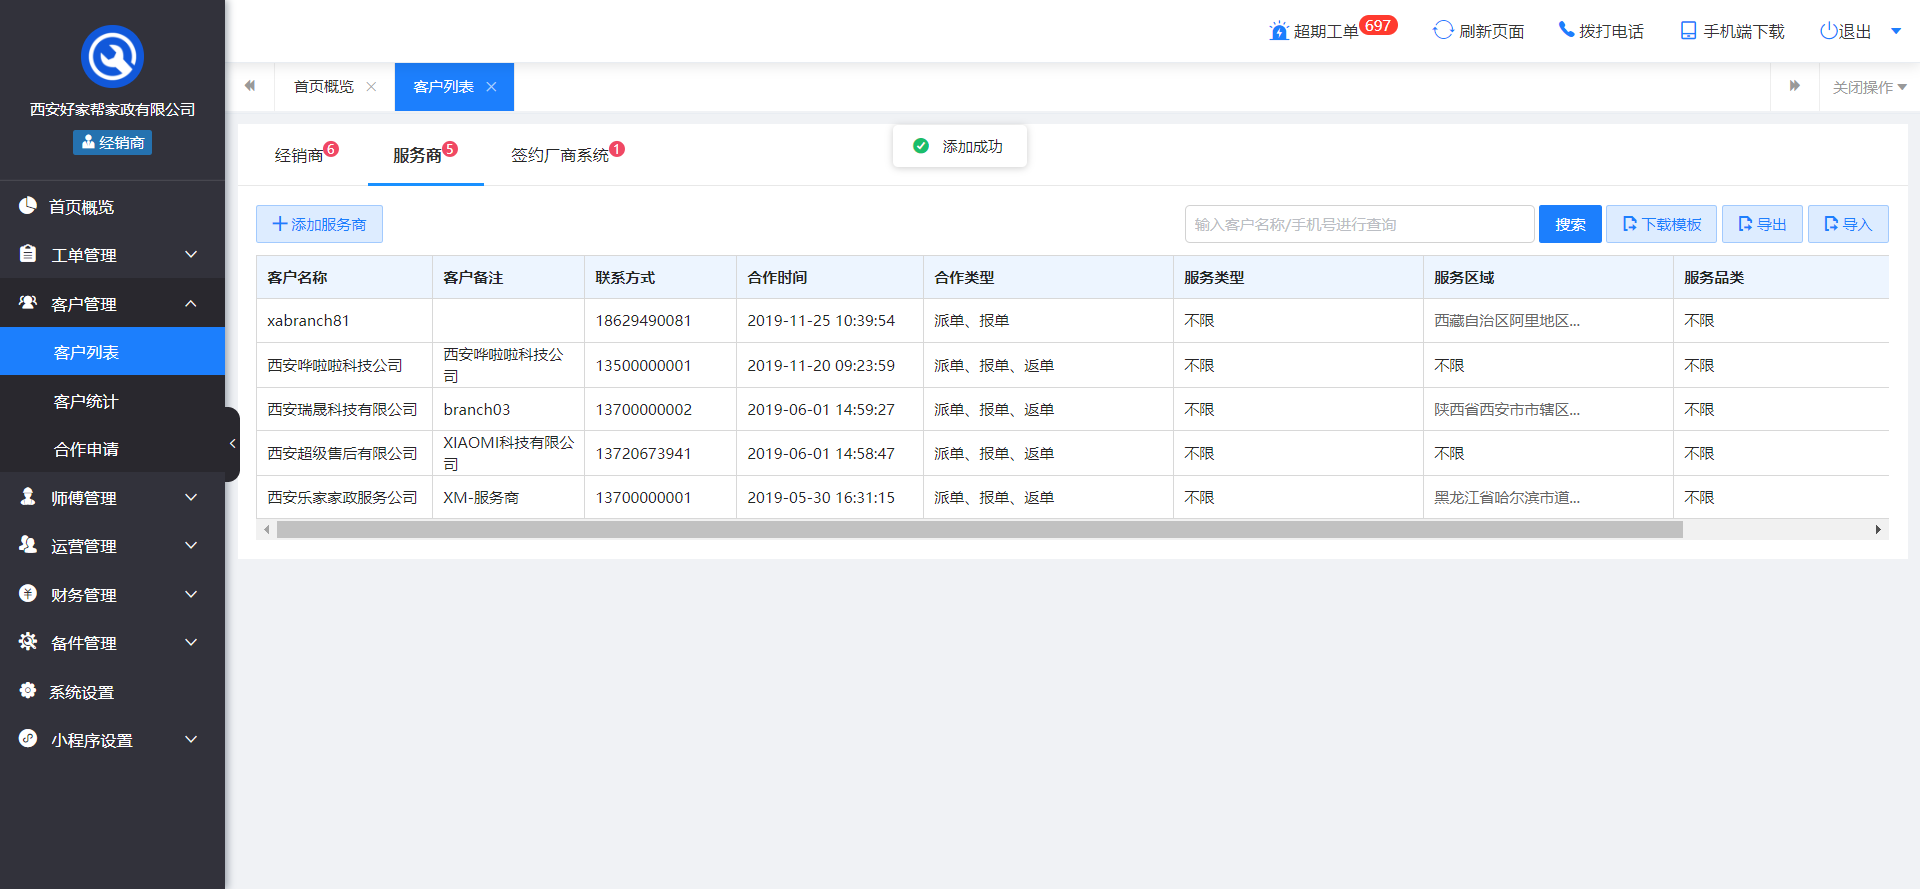 西安好家帮家政有限公司
经销商
首页概览
工单管理
客户管理
客户列表
客户统计
合作申请
师傅管理
运营管理
财务管理
备件管理
系统设置
小程序设置
超期工单 697 刷新页面 拨打电话 手机端下载 退出
首页概览 客户列表 关闭操作
经销商 6 服务商 5 签约厂商系统 1
添加成功
添加服务商 输入客户名称/手机号进行查询 搜索 下载模板 导出 导入
客户名称 客户备注 联系方式 合作时间 合作类型 服务类型 服务区域 服务品类
xabranch81 18629490081 2019-11-25 10:39:54 派单、报单 不限 西藏自治区阿里地区... 不限
西安哗啦啦科技公司 西安哗啦啦科技公司 13500000001 2019-11-20 09:23:59 派单、报单、返单 不限 不限 不限
西安瑞晟科技有限公司 branch03 13700000002 2019-06-01 14:59:27 派单、报单、返单 不限 陕西省西安市市辖区... 不限
西安超级售后有限公司 XIAOMI科技有限公司 13720673941 2019-06-01 14:58:47 派单、报单、返单 不限 不限 不限
西安乐家家政服务公司 XM-服务商 13700000001 2019-05-30 16:31:15 派单、报单、返单 不限 黑龙江省哈尔滨市道... 不限